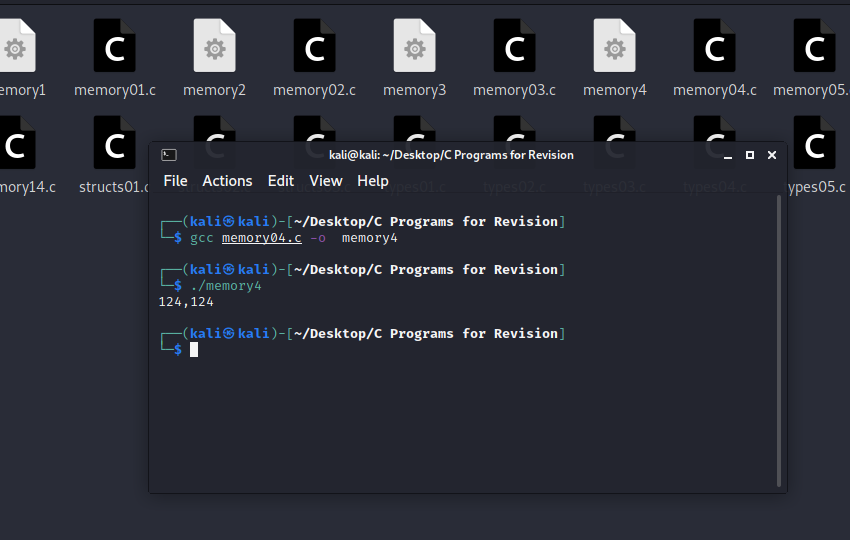 emory1 memory01.c memory2 memory02.c memory3 memory03.c memory4 memory04.c memory05.
mory14.c structs01.c types01.c types02.c types03.c types04.c ypes05.c
kali@kali: ~/Desktop/C Programs for Revision
File Actions Edit View Help
┌──(kali㉿kali)-[~/Desktop/C Programs for Revision]
└─$ gcc memory04.c -o  memory4
┌──(kali㉿kali)-[~/Desktop/C Programs for Revision]
└─$ ./memory4
124,124
┌──(kali㉿kali)-[~/Desktop/C Programs for Revision]
└─$